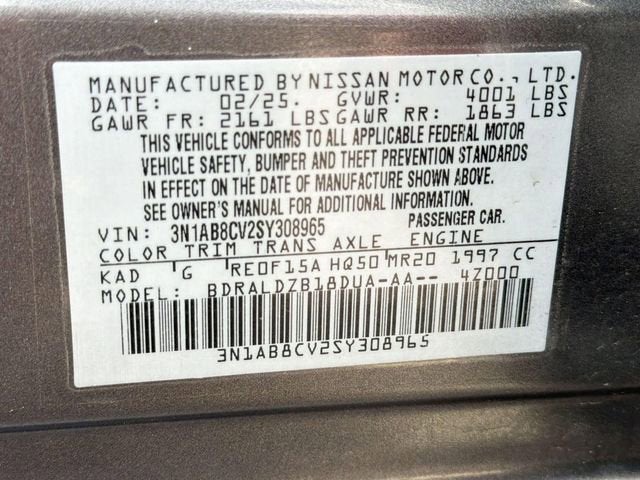 MANUFACTURED BY NISSAN MOTOR CO., LTD.
DATE: 02/25. GVWR: 4001 LBS
GAWR FR: 2161 LBS GAWR RR: 1863 LBS
THIS VEHICLE CONFORMS TO ALL APPLICABLE FEDERAL MOTOR
VEHICLE SAFETY, BUMPER AND THEFT PREVENTION STANDARDS
IN EFFECT ON THE DATE OF MANUFACTURE SHOWN ABOVE.
SEE OWNER'S MANUAL FOR ADDITIONAL INFORMATION.
VIN: 3N1AB8CV2SY308965 PASSENGER CAR.
COLOR TRIM TRANS AXLE ENGINE
KAD G RE0F15A HQ50 MR20 1997 CC
MODEL: BDRALDZB18DUA-AA-- 4Z000
3N1AB8CV2SY308965